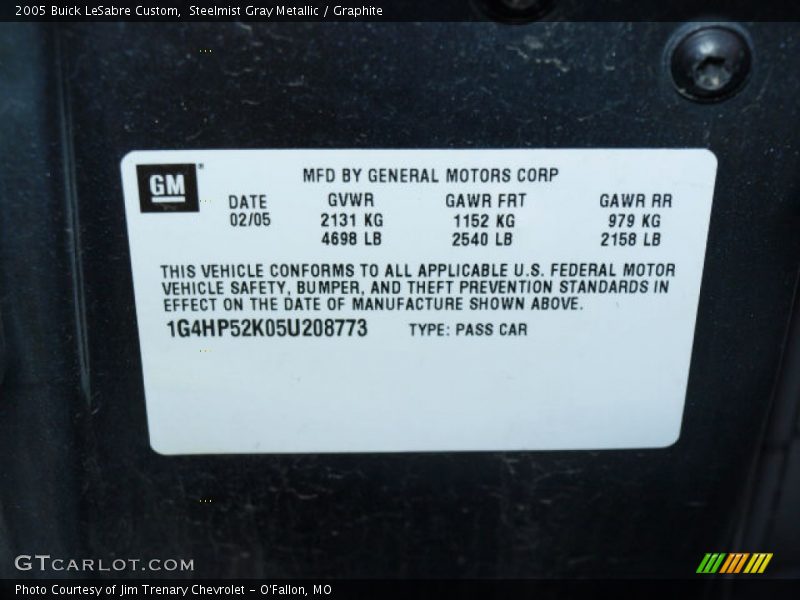 2005 Buick LeSabre Custom,  Steelmist Gray Metallic / Graphite
GM
MFD BY GENERAL MOTORS CORP
DATE GVWR GAWR FRT GAWR RR
02/05 2131 KG 1152 KG 979 KG
4698 LB 2540 LB 2158 LB
THIS VEHICLE CONFORMS TO ALL APPLICABLE U.S. FEDERAL MOTOR
VEHICLE SAFETY, BUMPER, AND THEFT PREVENTION STANDARDS IN
EFFECT ON THE DATE OF MANUFACTURE SHOWN ABOVE.
1G4HP52K05U208773 TYPE: PASS CAR
GTCARLOT.COM
Photo Courtesy of Jim Trenary Chevrolet - O'Fallon, MO